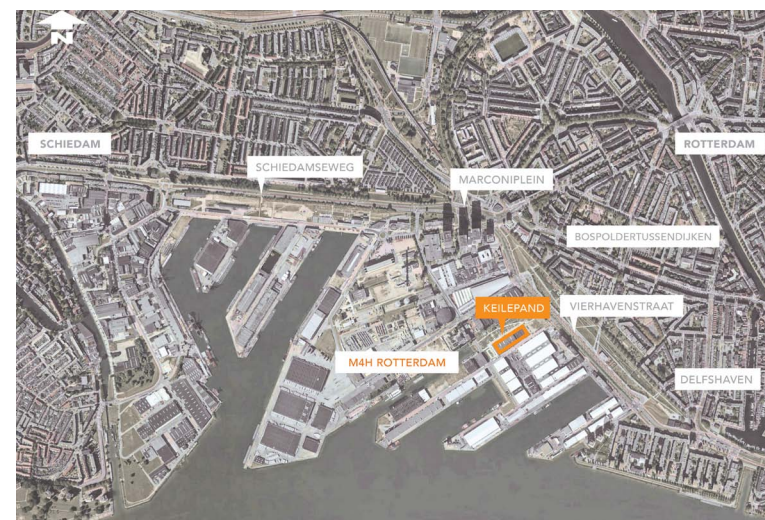 N
SCHIEDAM
ROTTERDAM
SCHIEDAMSEWEG
MARCONIPLEIN
BOSPOLDERTUSSENDIJKEN
KEILEPAND
VIERHAVENSTRAAT
M4H ROTTERDAM
DELFSHAVEN